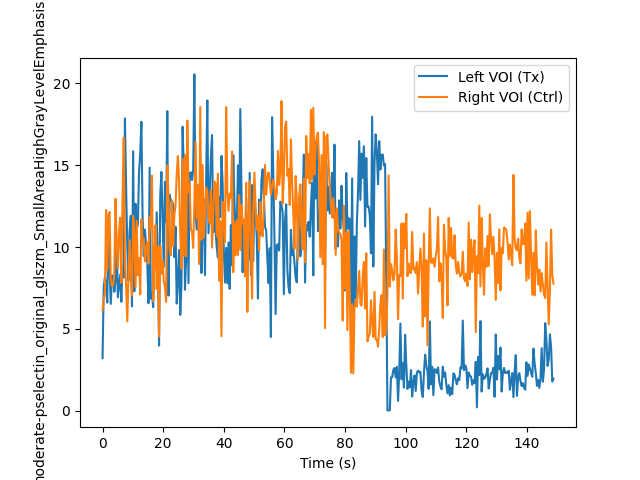 moderate-pselectin_original_glszm_SmallAreaHighGrayLevelEmphasis
20
15
10
5
0
Left VOI (Tx)
Right VOI (Ctrl)
0 20 40 60 80 100 120 140
Time (s)